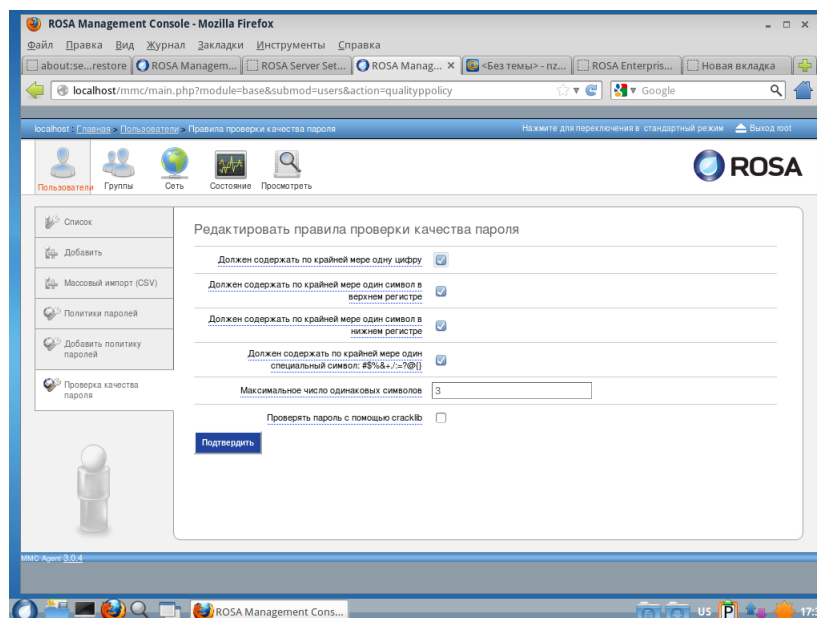 ROSA Management Console - Mozilla Firefox
Файл Правка Вид Журнал Закладки Инструменты Справка
about:se...restore ROSA Managem... ROSA Server Set... ROSA Manag... <Без темы> - nz... ROSA Enterpris... Новая вкладка
localhost/mmc/main.php?module=base&submod=users&action=qualityppolicy Google
localhost : Главная > Пользователи > Правила проверки качества пароля Нажмите для переключения в стандартный режим Выход root
Пользователи Группы Сеть Состояние Просмотреть ROSA
Список
Добавить
Массовый импорт (CSV)
Политики паролей
Добавить политику
паролей
Проверка качества
пароля
Редактировать правила проверки качества пароля
Должен содержать по крайней мере одну цифру
Должен содержать по крайней мере один символ в
верхнем регистре
Должен содержать по крайней мере один символ в
нижнем регистре
Должен содержать по крайней мере один
специальный символ: #$%&+./:=?@{}
Максимальное число одинаковых символов 3
Проверять пароль с помощью cracklib
Подтвердить
MMC Agent 3.0.4
ROSA Management Cons... US P